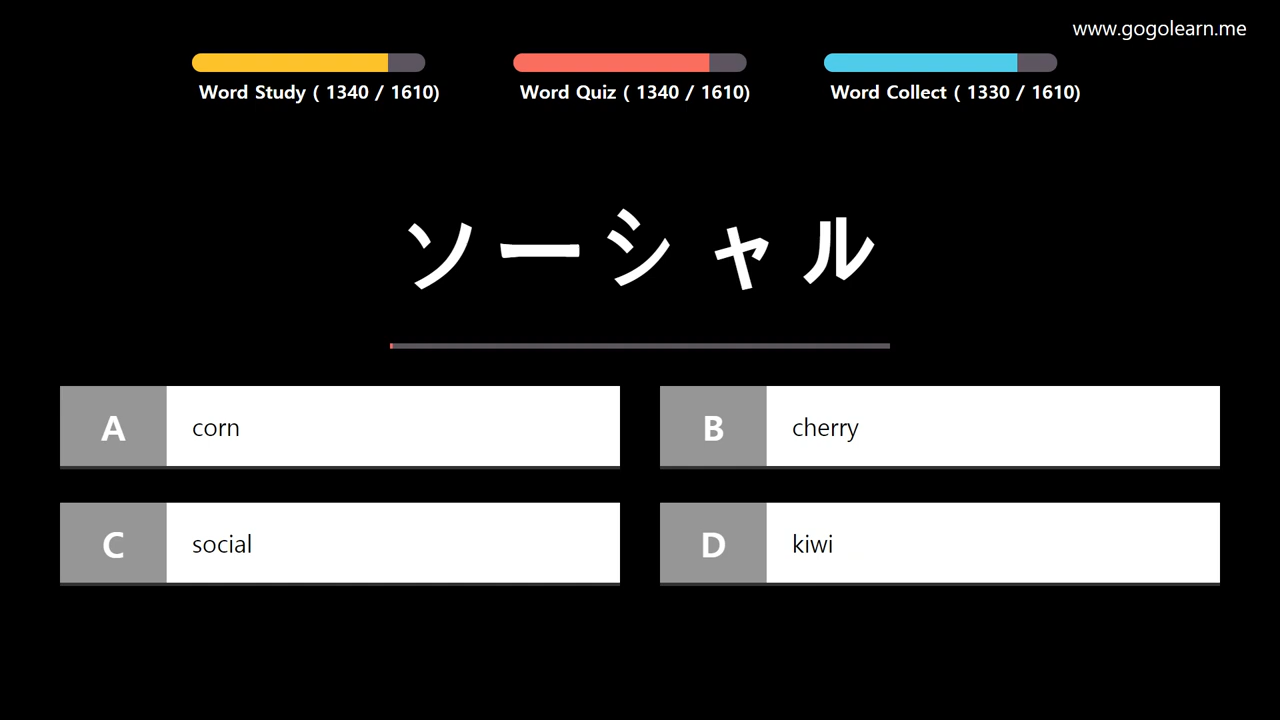 www.gogolearn.me
Word Study ( 1340 / 1610)
Word Quiz ( 1340 / 1610)
Word Collect ( 1330 / 1610)
ソーシャル
A corn
B cherry
C social
D kiwi